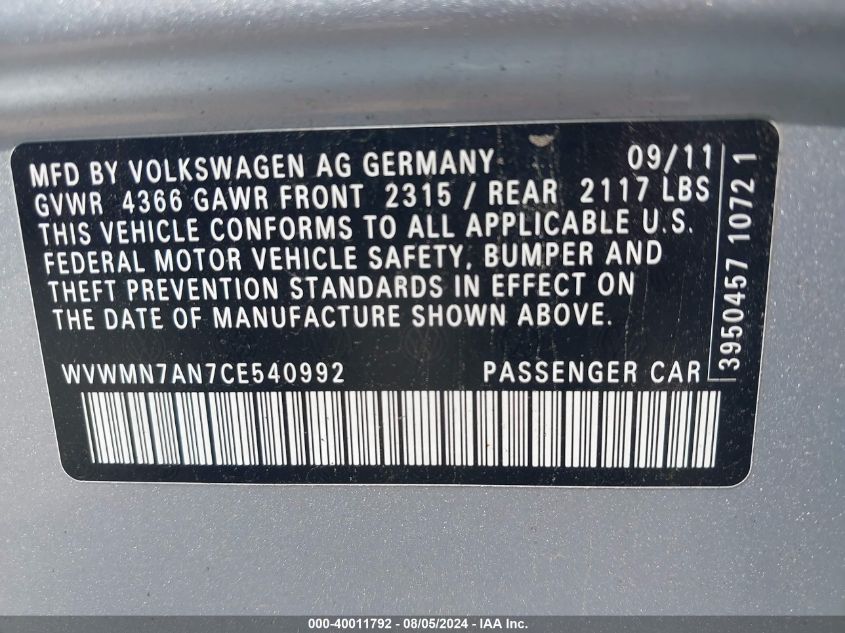 MFD BY VOLKSWAGEN AG GERMANY 09/11
GVWR 4366 GAWR FRONT 2315 / REAR 2117 LBS
THIS VEHICLE CONFORMS TO ALL APPLICABLE U.S.
FEDERAL MOTOR VEHICLE SAFETY, BUMPER AND
THEFT PREVENTION STANDARDS IN EFFECT ON
THE DATE OF MANUFACTURE SHOWN ABOVE.
WVWMN7AN7CE540992 PASSENGER CAR
3950457 1072 1
000-40011792 - 08/05/2024 - IAA Inc.